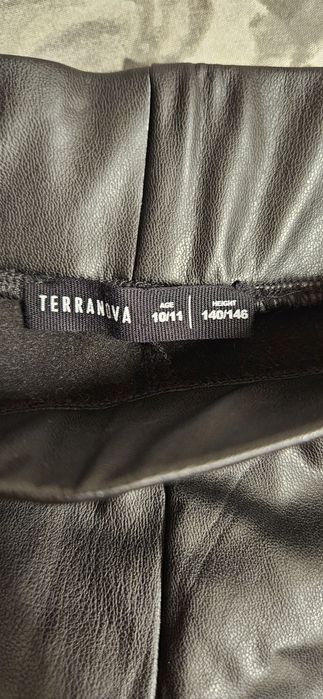 TERRANOVA
AGE
10/11
HEIGHT
140/146